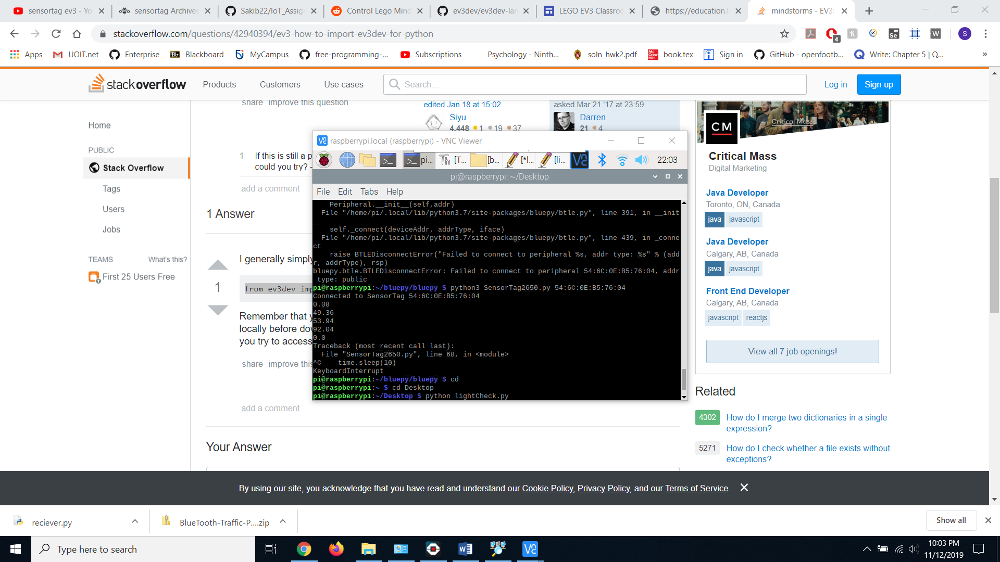 sensortag ev3 - Yo
sensortag Archives
Sakib22/IoT_Assign
Control Lego Mind
ev3dev/ev3dev-lan
LEGO EV3 Classroo
https://education.l
mindstorms - EV3:
stackoverflow.com/questions/42940394/ev3-how-to-import-ev3dev-for-python
4
Se
W
S
Apps
UOIT.net
Enterprise
Bb
Blackboard
MyCampus
free-programming-...
Subscriptions
Psychology - Ninth...
soln_hwk2.pdf
book.tex
Sign in
GitHub - openfootb...
Write: Chapter 5 | Q...
»
stackoverflow
Products
Customers
Use cases
Search...
Log in
Sign up
share improve this question
edited Jan 18 at 15:02
Siyu
4,448 1 19 37
asked Mar 21 '17 at 23:59
Darren
21 4
Home
PUBLIC
Stack Overflow
Tags
Users
Jobs
TEAMS
What's this?
First 25 Users Free
1
If this is still a p
could you try? -
add a comment
1 Answer
1
I generally simply
from ev3dev imp
Remember that y
locally before dow
you try to access
share improve this
add a comment
Your Answer
raspberrypi.local (raspberrypi) - VNC Viewer
pi...
[T...
[b...
[*l...
[li...
22:03
pi@raspberrypi: ~/Desktop
File Edit Tabs Help
Peripheral.__init__(self,addr)
File "/home/pi/.local/lib/python3.7/site-packages/bluepy/btle.py", line 391, in __init
__
self._connect(deviceAddr, addrType, iface)
File "/home/pi/.local/lib/python3.7/site-packages/bluepy/btle.py", line 439, in _conne
ct
raise BTLEDisconnectError("Failed to connect to peripheral %s, addr type: %s" % (add
r, addrType), rsp)
bluepy.btle.BTLEDisconnectError: Failed to connect to peripheral 54:6C:0E:B5:76:04, addr
type: public
pi@raspberrypi:~/bluepy/bluepy $ python3 SensorTag2650.py 54:6C:0E:B5:76:04
Connected to SensorTag 54:6C:0E:B5:76:04
0.08
49.36
53.94
92.04
0.0
Traceback (most recent call last):
File "SensorTag2650.py", line 68, in <module>
^C    time.sleep(10)
KeyboardInterrupt
pi@raspberrypi:~/bluepy/bluepy $ cd
pi@raspberrypi:~ $ cd Desktop
pi@raspberrypi:~/Desktop $ python lightCheck.py
Critical Mass
CM
Critical Mass
Digital Marketing
Java Developer
Toronto, ON, Canada
java javascript
Java Developer
Calgary, AB, Canada
java javascript
Front End Developer
Calgary, AB, Canada
javascript reactjs
View all 7 job openings!
Related
4302
How do I merge two dictionaries in a single
expression?
5271
How do I check whether a file exists without
exceptions?
By using our site, you acknowledge that you have read and understand our Cookie Policy, Privacy Policy, and our Terms of Service.
reciever.py
BlueTooth-Traffic-P....zip
Show all
Type here to search
10:03 PM
11/12/2019